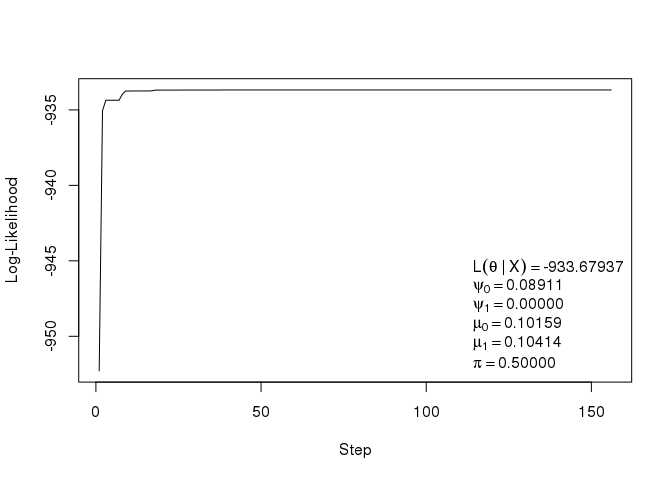 Log-Likelihood
-935
-940
-945
-950
L(θ | X) = -933.67937
ψ₀ = 0.08911
ψ₁ = 0.00000
μ₀ = 0.10159
μ₁ = 0.10414
π = 0.50000
0 50 100 150
Step